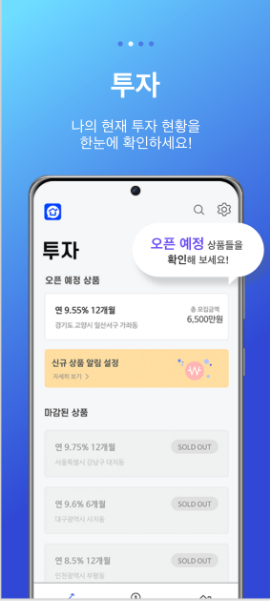 투자
나의 현재 투자 현황을
한눈에 확인하세요!
투자
오픈 예정 상품들을
확인해 보세요!
오픈 예정 상품
연 9.55% 12개월
총 모집금액
경기도 고양시 일산서구 가좌동
6,500만원
신규 상품 알림 설정
자세히 보기 >
마감된 상품
연 9.75% 12개월
SOLD OUT
서울특별시 강남구 대치동
연 9.6% 6개월
SOLD OUT
대구광역시
연 8.5% 12개월
SOLD OUT
인천광역시 부평동